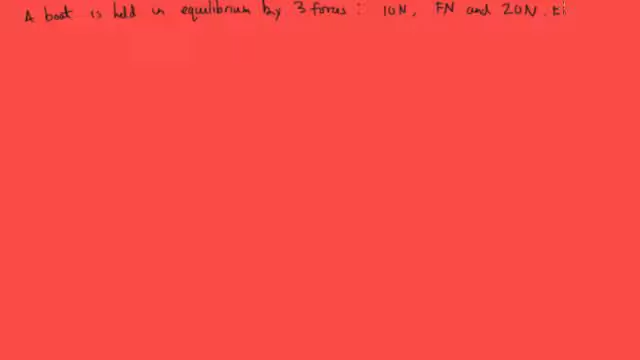 A boat is held in equilibrium by 3 forces : 10N, FN and 20N.